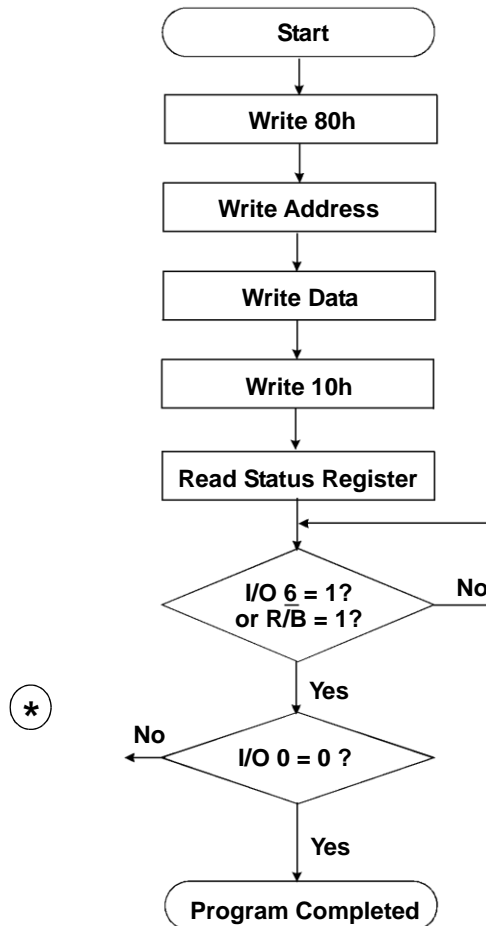 Start
Write 80h
Write Address
Write Data
Write 10h
Read Status Register
I/O 6 = 1?
or R/B̅ = 1?
No
Yes
*
No
I/O 0 = 0 ?
Yes
Program Completed